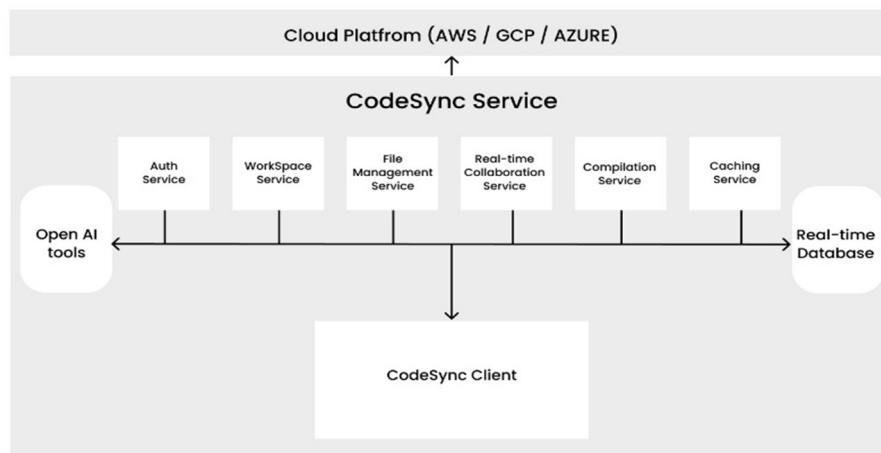 Cloud Platfrom (AWS / GCP / AZURE)
CodeSync Service
Auth
Service
WorkSpace
Service
File
Management
Service
Real-time
Collaboration
Service
Compilation
Service
Caching
Service
Open AI
tools
Real-time
Database
CodeSync Client